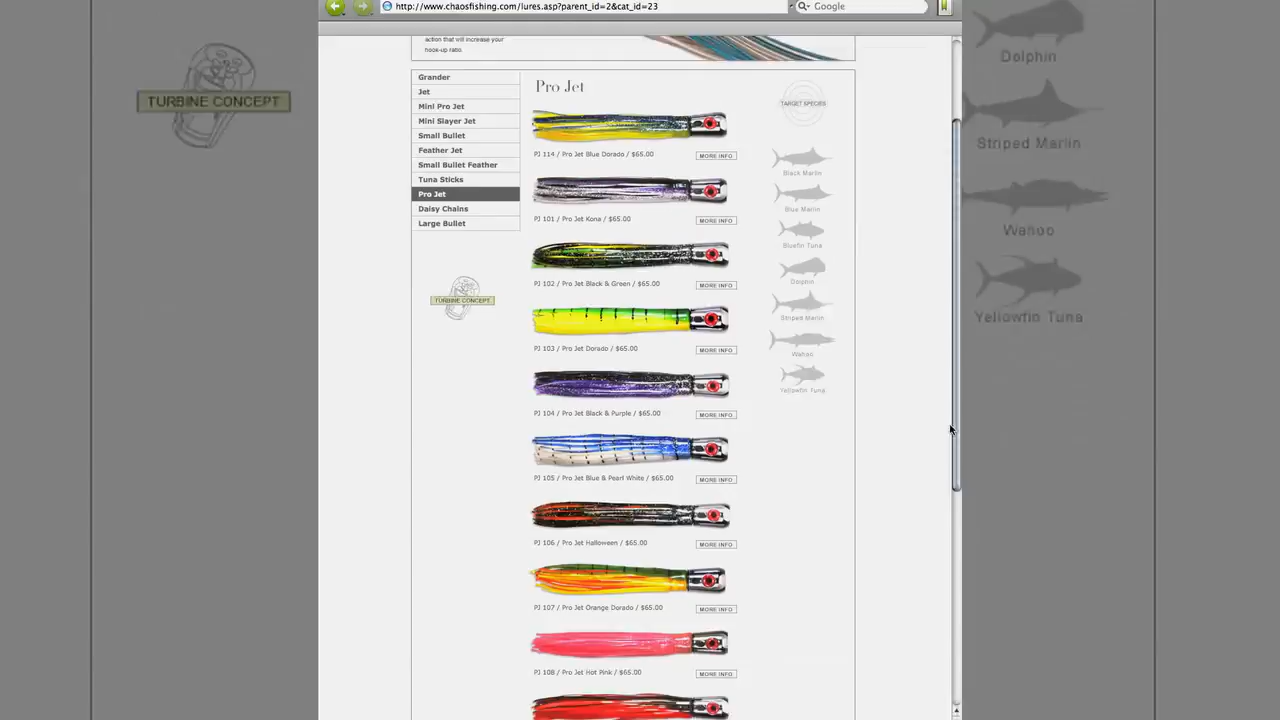 http://www.chaosfishing.com/lures.asp?parent_id=2&cat_id=23
Google
action that will increase your
hook-up ratio
Grander
Jet
Mini Pro Jet
Mini Slayer Jet
Small Bullet
Feather Jet
Small Bullet Feather
Tuna Sticks
Pro Jet
Daisy Chains
Large Bullet
TURBINE CONCEPT
Pro Jet
PJ 114 / Pro Jet Blue Dorado / $65.00
MORE INFO
PJ 101 / Pro Jet Kona / $65.00
MORE INFO
PJ 102 / Pro Jet Black & Green / $65.00
MORE INFO
PJ 103 / Pro Jet Dorado / $65.00
MORE INFO
PJ 104 / Pro Jet Black & Purple / $65.00
MORE INFO
PJ 105 / Pro Jet Blue & Pearl White / $65.00
MORE INFO
PJ 106 / Pro Jet Halloween / $65.00
MORE INFO
PJ 107 / Pro Jet Orange Dorado / $65.00
MORE INFO
PJ 108 / Pro Jet Hot Pink / $65.00
MORE INFO
TARGET SPECIES
Black Marlin
Blue Marlin
Bluefin Tuna
Dolphin
Striped Marlin
Wahoo
Yellowfin Tuna
TURBINE CONCEPT
Dolphin
Striped Marlin
Wahoo
Yellowfin Tuna